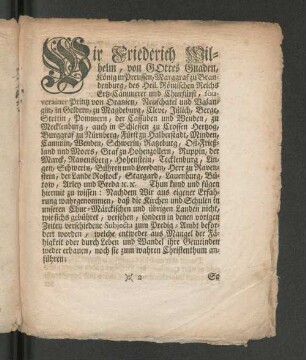 Wir Friederich Wil-
helm, von GOttes Gnaden,
König in Preussen, Marggraf zu Bran-
denburg, des Heil. Römischen Reichs
Ertz-Cämmerer und Churfürst, Sou-
verainer Printz von Oranien, Neufchatel und Valan-
gin, in Geldern, zu Magdeburg, Cleve, Jülich, Berge,
Stettin, Pommern, der Cassuben und Wenden, zu
Mecklenburg, auch in Schlesien zu Crossen Hertzog,
Burggraf zu Nürnberg, Fürst zu Halberstadt, Minden,
Cammin, Wenden, Schwerin, Ratzeburg, Ost-Frieß-
land und Moers, Graf zu Hohenzollern, Ruppin, der
Marck, Ravensberg, Hohenstein, Tecklenburg, Lin-
gen, Schwerin, Bühren und Leerdam, Herr zu Raven-
stein, der Lande Rostock, Stargard, Lauenburg, Bü-
tow, Arley und Breda ꝛc. ꝛc. Thun kund und fügen
hiermit zu wissen: Nachdem Wir aus eigener Erfah-
rung wahrgenommen, daß die Kirchen und Schulen in
unseren Chur-Märckischen und übrigen Landen nicht,
wie sichs gebühret, versehen, sondern in denen vorigen
Zeiten verschiedene Subjecta zum Predig-Amht befor-
dert worden, welche entweder aus Mangel der Fä-
higkeit oder durch Leben und Wandel ihre Gemeinden
weder erbauen, noch sie zum wahren Christenthum an-
führen:
So